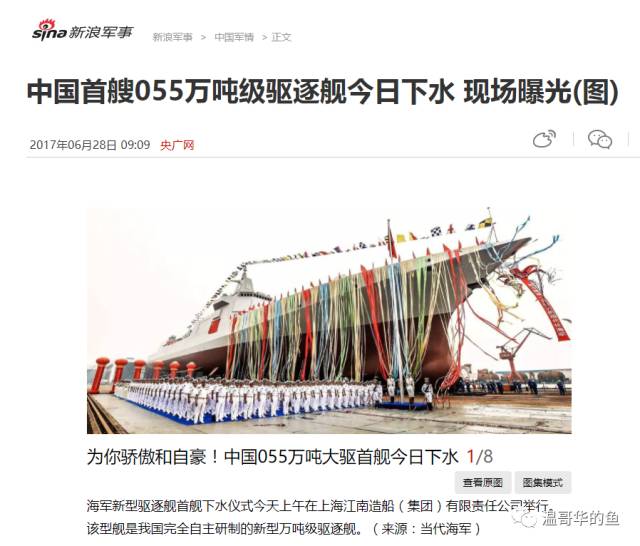 sina 新浪军事
新浪军事 > 中国军情 > 正文
中国首艘055万吨级驱逐舰今日下水 现场曝光(图)
2017年06月28日 09:09 央广网
为你骄傲和自豪！中国055万吨大驱首舰今日下水 1/8
查看原图 图集模式
海军新型驱逐舰首舰下水仪式今天上午在上海江南造船（集团）有限责任公司举行。
该型舰是我国完全自主研制的新型万吨级驱逐舰。（来源：当代海军）
温哥华的鱼